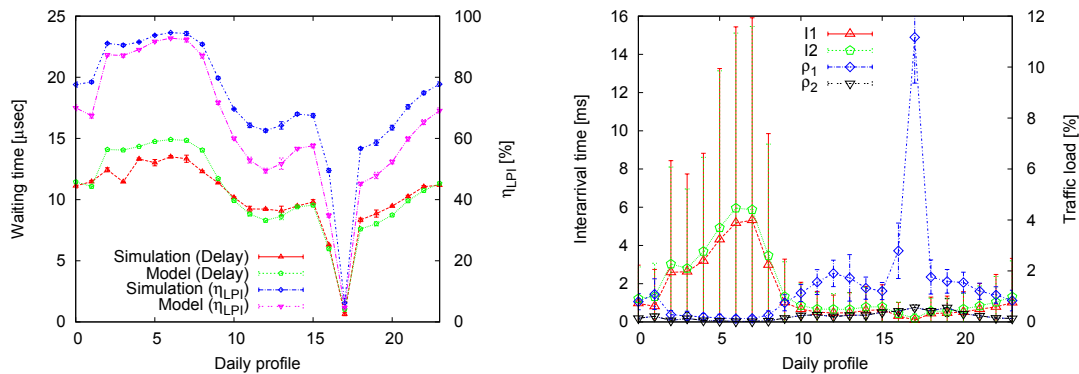 Waiting time [μsec]
25
20
15
10
5
0
Simulation (Delay)
Model (Delay)
Simulation (η_LPI)
Model (η_LPI)
0 5 10 15 20
Daily profile
100
80
60
40
20
0
η_LPI [%]
Interarrival time [ms]
16
14
12
10
8
6
4
2
0
I1
I2
ρ_1
ρ_2
0 5 10 15 20
Daily profile
12
10
8
6
4
2
0
Traffic load [%]